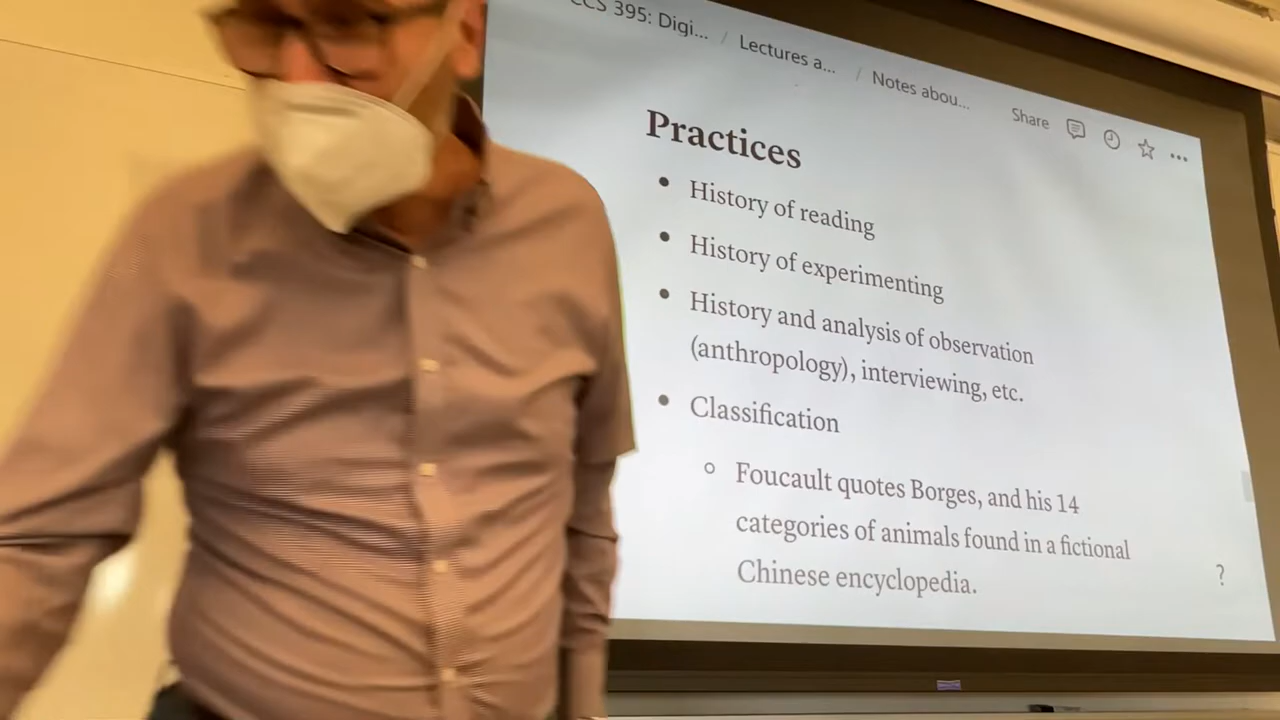 CCS 395: Digi... / Lectures a... / Notes abou...
Share
Practices
• History of reading
• History of experimenting
• History and analysis of observation
(anthropology), interviewing, etc.
• Classification
○ Foucault quotes Borges, and his 14
categories of animals found in a fictional
Chinese encyclopedia.
?